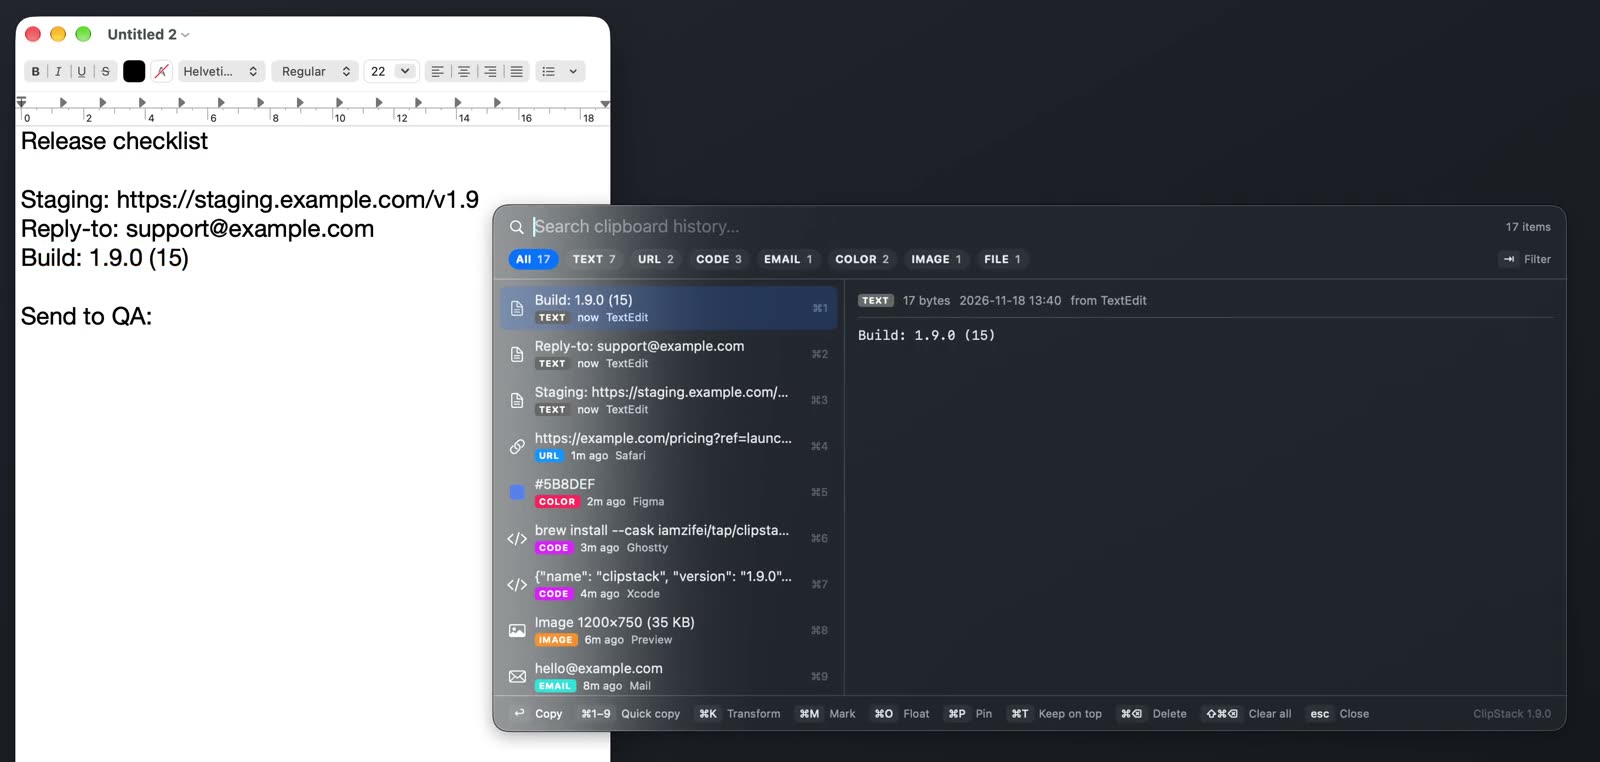 Untitled 2
B I U S Helveti... Regular 22
0 2 4 6 8 10 12 14 16 18
Release checklist
Staging: https://staging.example.com/v1.9
Reply-to: support@example.com
Build: 1.9.0 (15)
Send to QA:
Search clipboard history...
17 items
All 17 TEXT 7 URL 2 CODE 3 EMAIL 1 COLOR 2 IMAGE 1 FILE 1
⇥ Filter
Build: 1.9.0 (15)
TEXT now TextEdit
⌘1
Reply-to: support@example.com
TEXT now TextEdit
⌘2
Staging: https://staging.example.com/...
TEXT now TextEdit
⌘3
https://example.com/pricing?ref=launc...
URL 1m ago Safari
⌘4
#5B8DEF
COLOR 2m ago Figma
⌘5
brew install --cask iamzifei/tap/clipsta...
CODE 3m ago Ghostty
⌘6
{"name": "clipstack", "version": "1.9.0"...
CODE 4m ago Xcode
⌘7
Image 1200×750 (35 KB)
IMAGE 6m ago Preview
⌘8
hello@example.com
EMAIL 8m ago Mail
⌘9
TEXT 17 bytes 2026-11-18 13:40 from TextEdit
Build: 1.9.0 (15)
↩ Copy ⌘1–9 Quick copy ⌘K Transform ⌘M Mark ⌘O Float ⌘P Pin ⌘T Keep on top ⌘⌫ Delete ⇧⌘⌫ Clear all esc Close
ClipStack 1.9.0